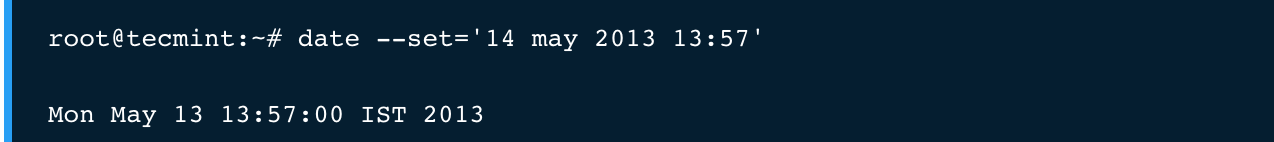 root@tecmint:~# date --set='14 may 2013 13:57'
Mon May 13 13:57:00 IST 2013